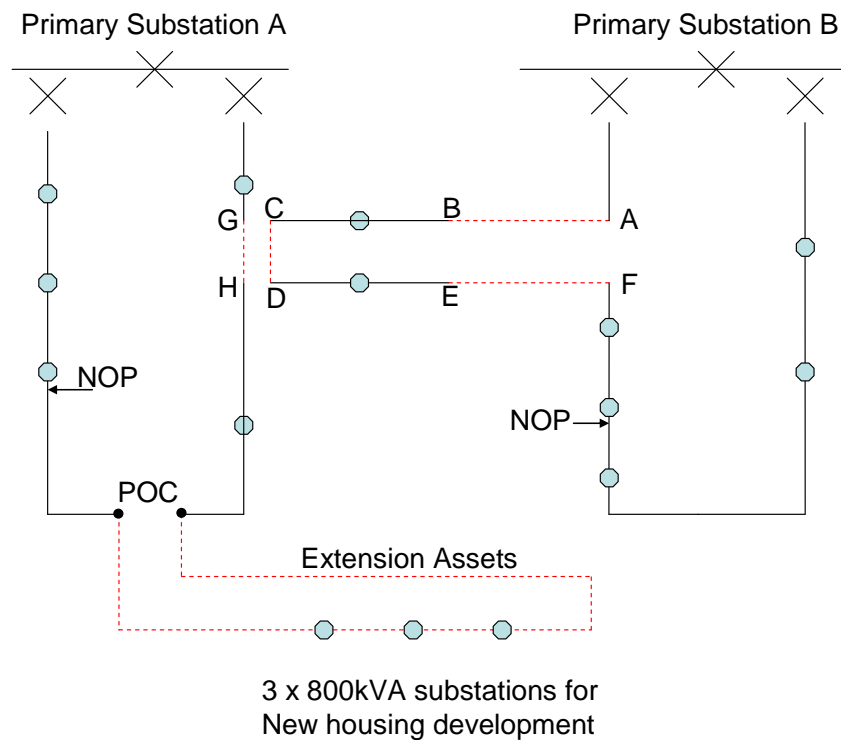 Primary Substation A
Primary Substation B
G
C
B
A
H
D
E
F
NOP
NOP
POC
Extension Assets
3 x 800kVA substations for
New housing development